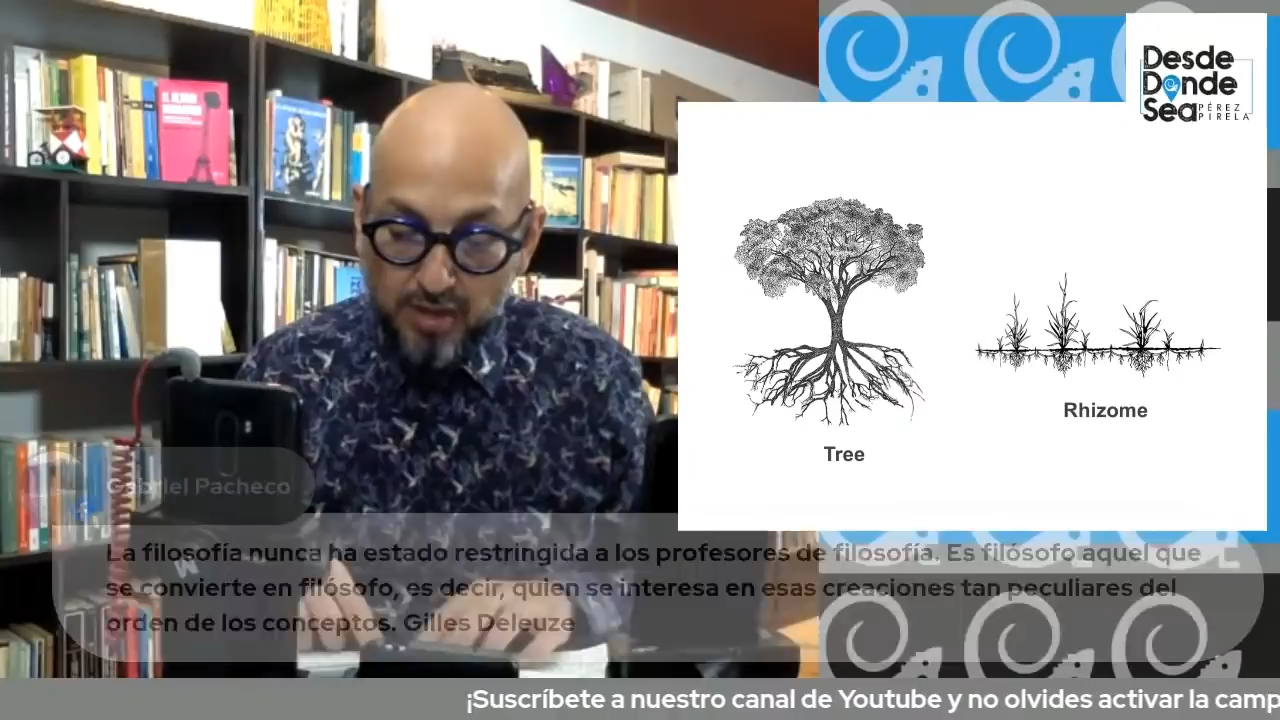 Desde
Donde
Sea
PÉREZ
PIRELA
Tree
Rhizome
Gabriel Pacheco
La filosofía nunca ha estado restringida a los profesores de filosofía. Es filósofo aquel que
se convierte en filósofo, es decir, quien se interesa en esas creaciones tan peculiares del
orden de los conceptos. Gilles Deleuze
¡Suscríbete a nuestro canal de Youtube y no olvides activar la camp